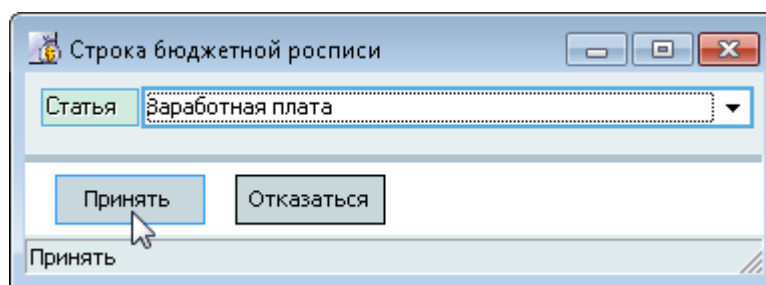 Строка бюджетной росписи
Статья Заработная плата
Принять Отказаться
Принять